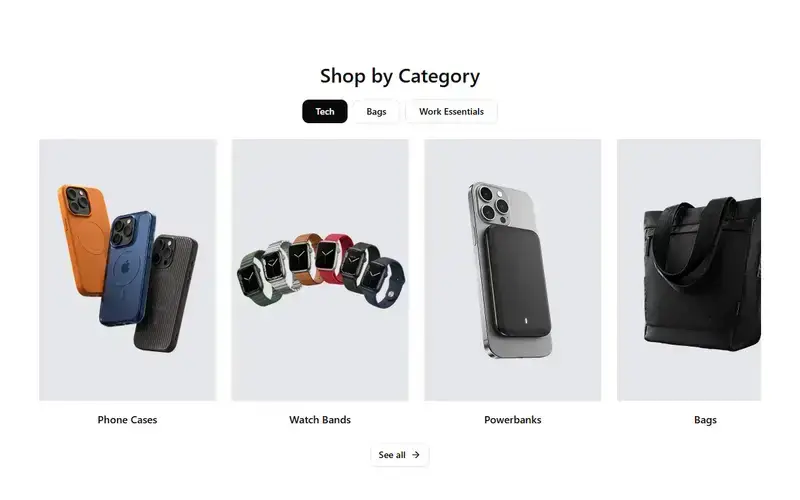 Shop by Category
Tech
Bags
Work Essentials
Phone Cases
Watch Bands
Powerbanks
Bags
See all